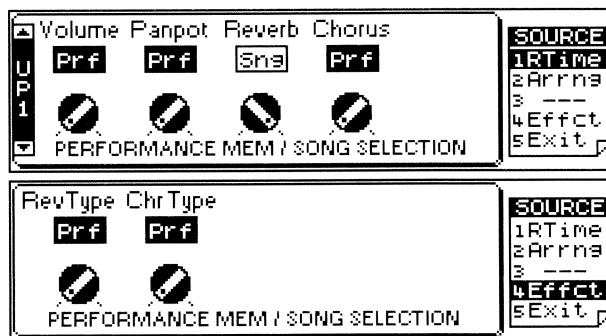 Volume Panpot Reverb Chorus
UP1
Prf Prf Sng Prf
PERFORMANCE MEM / SONG SELECTION
SOURCE
1RTime
2Arrng
3 ---
4Effct
5Exit
RevType ChrType
Prf Prf
PERFORMANCE MEM / SONG SELECTION
SOURCE
1RTime
2Arrng
3 ---
4Effct
5Exit